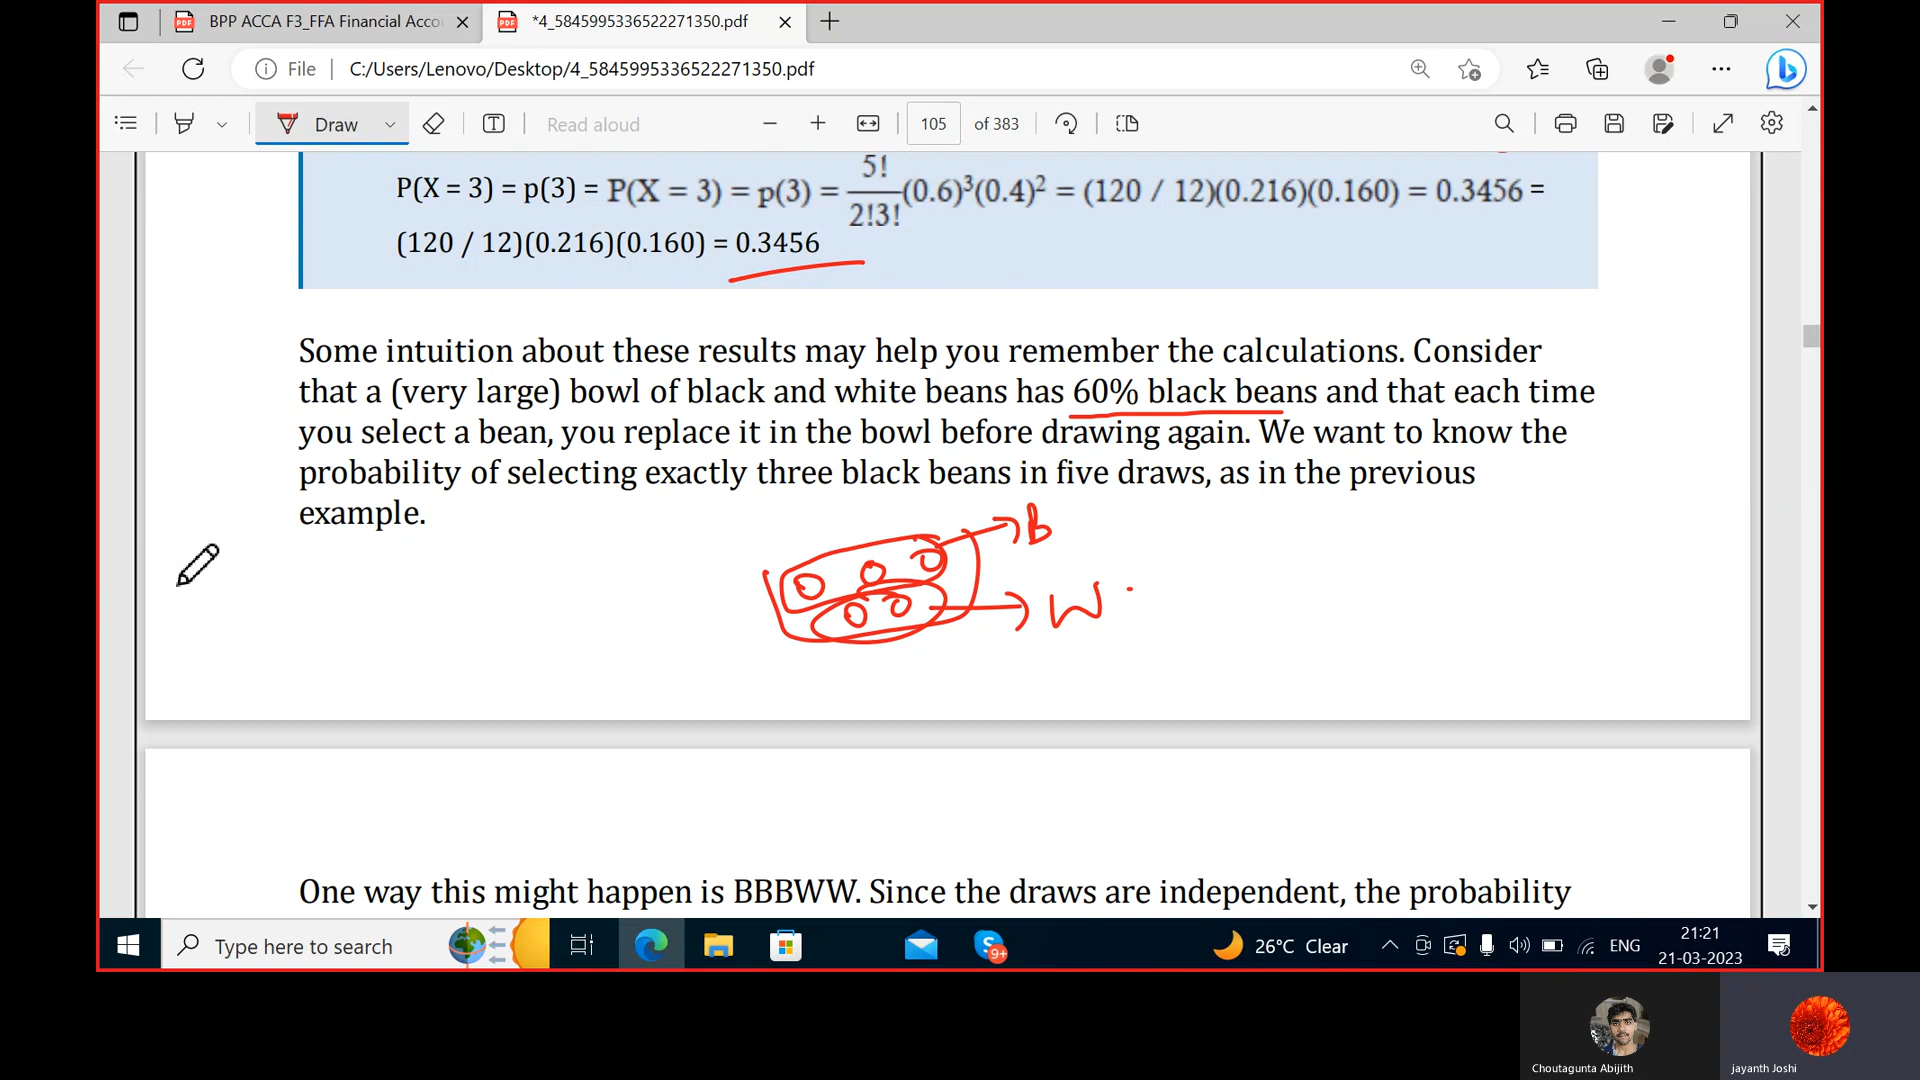 BPP ACCA F3_FFA Financial Acco
*4_5845995336522271350.pdf
File
C:/Users/Lenovo/Desktop/4_5845995336522271350.pdf
Draw
Read aloud
105 of 383
P(X = 3) = p(3) = P(X = 3) = p(3) = 5!/2!3! (0.6)³(0.4)² = (120 / 12)(0.216)(0.160) = 0.3456 =
(120 / 12)(0.216)(0.160) = 0.3456
Some intuition about these results may help you remember the calculations. Consider
that a (very large) bowl of black and white beans has 60% black beans and that each time
you select a bean, you replace it in the bowl before drawing again. We want to know the
probability of selecting exactly three black beans in five draws, as in the previous
example.
B
W
One way this might happen is BBBWW. Since the draws are independent, the probability
Type here to search
9+
26°C Clear
ENG
21:21
21-03-2023
Choutagunta Abijith
jayanth Joshi